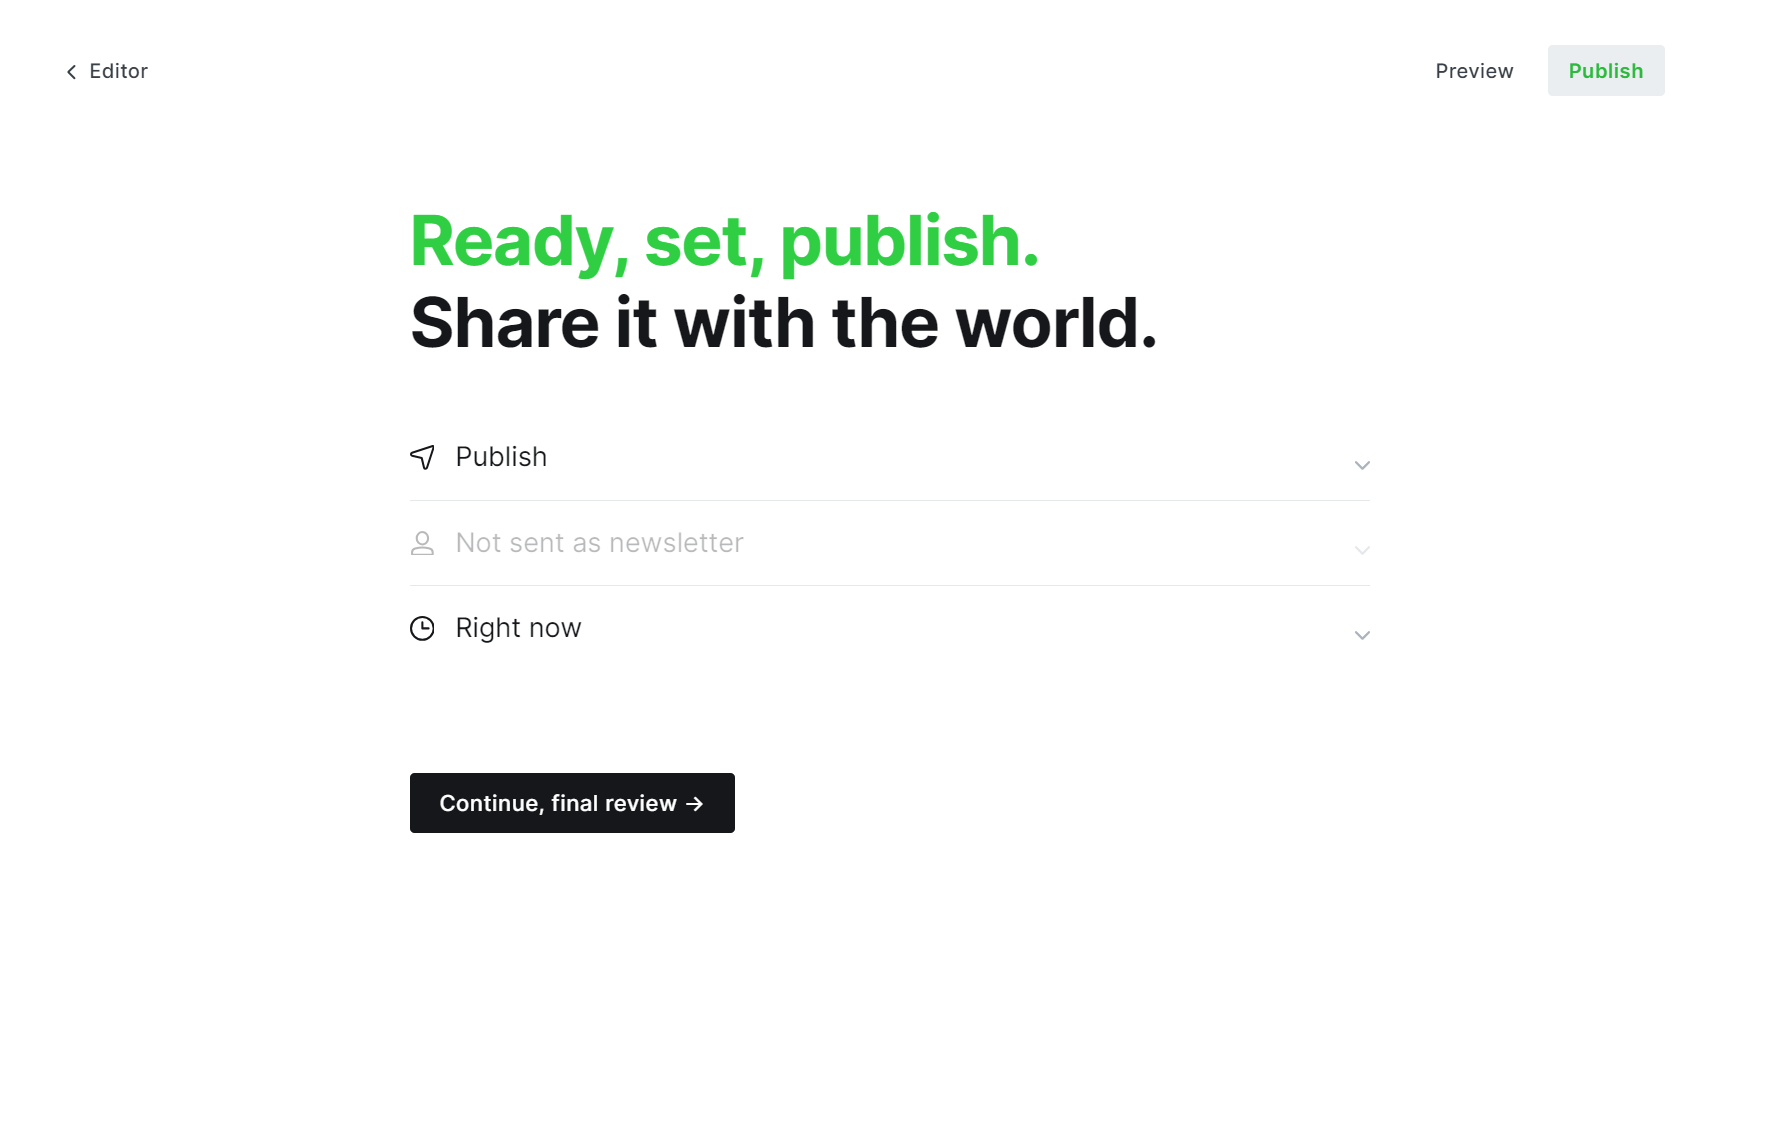 Editor
Preview
Publish
Ready, set, publish.
Share it with the world.
Publish
Not sent as newsletter
Right now
Continue, final review →